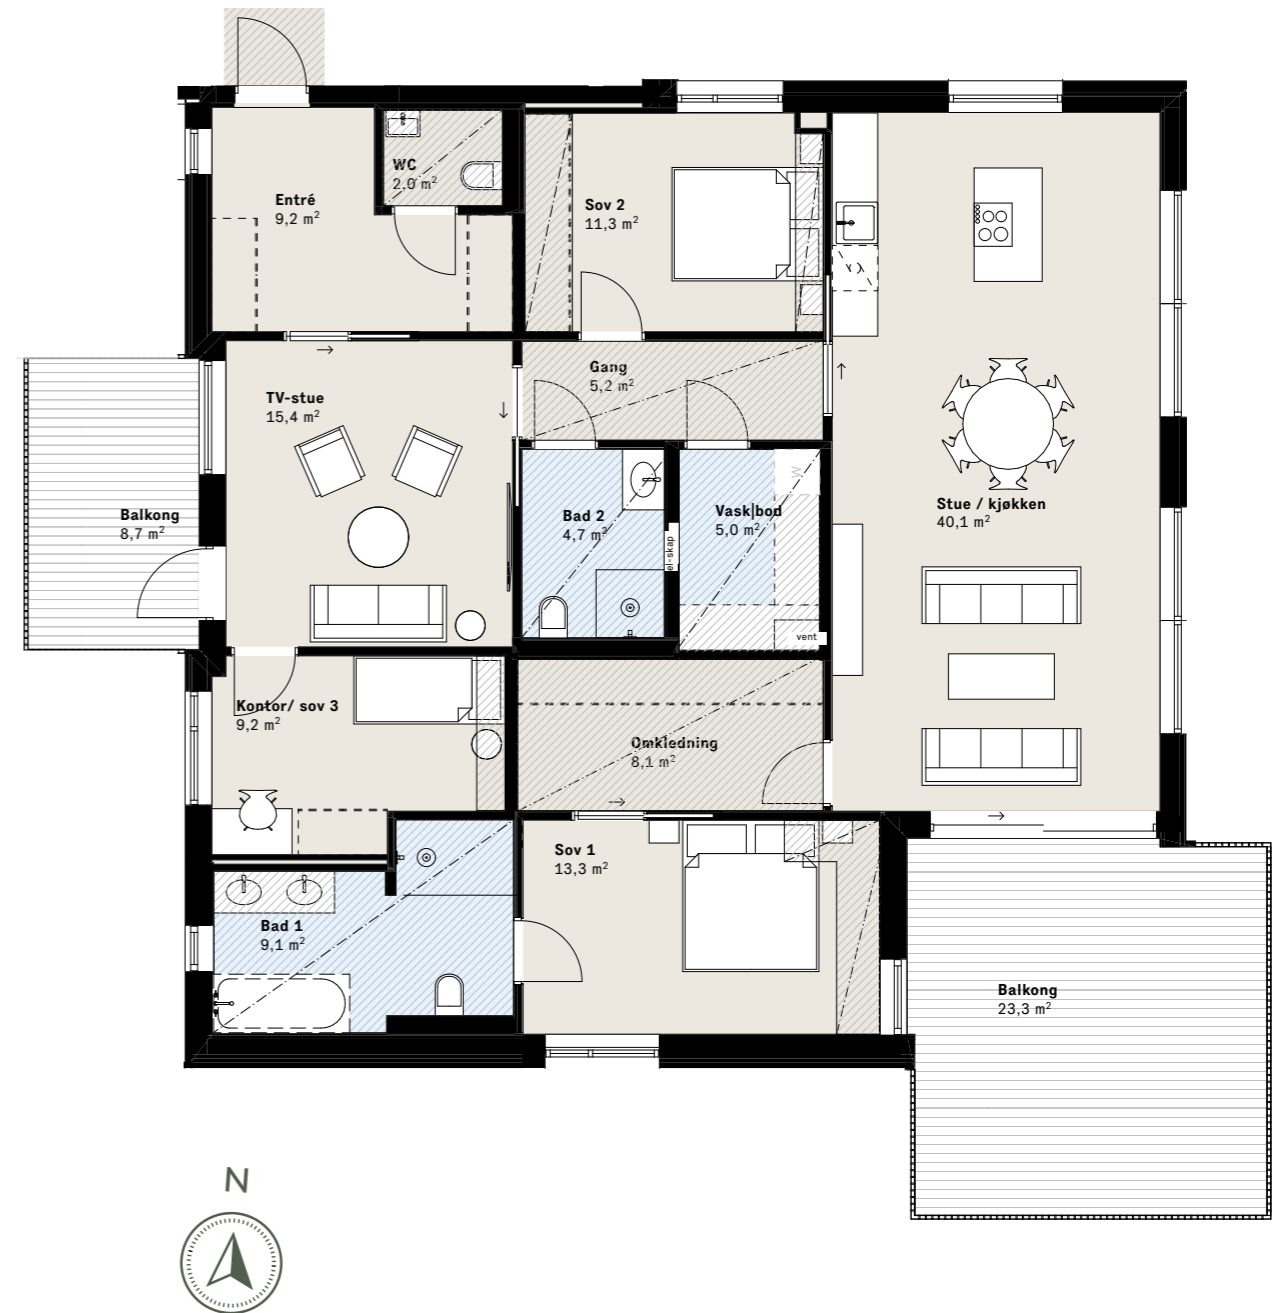 WC
2.0 m²
Entré
9,2 m²
Sov 2
11,3 m²
Gang
5,2 m²
TV-stue
15,4 m²
Balkong
8,7 m²
Bad 2
4,7 m²
el-skap
Vask|bod
5,0 m²
W
vent
Stue / kjøkken
40,1 m²
Kontor/ sov 3
9,2 m²
Omkledning
8,1 m²
Sov 1
13,3 m²
Bad 1
9,1 m²
Balkong
23,3 m²
N